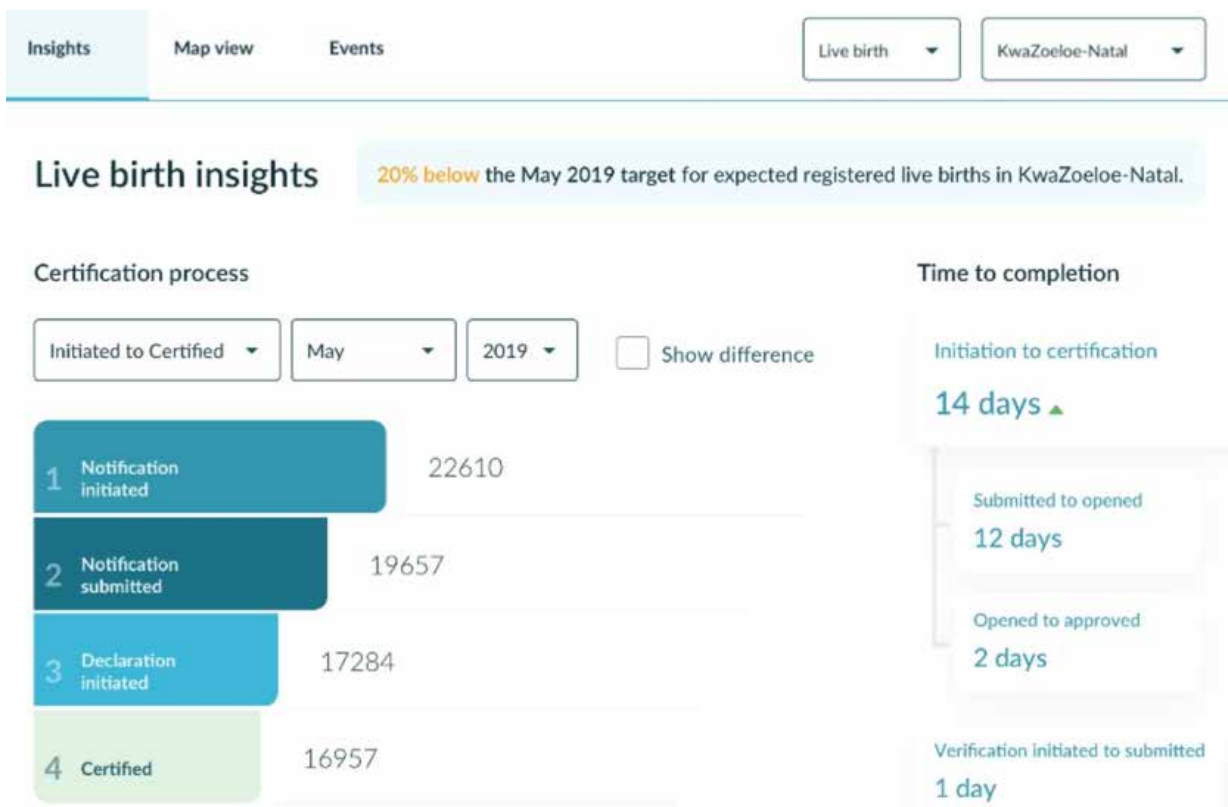 Insights Map view Events Live birth KwaZoeloe-Natal
Live birth insights
20% below the May 2019 target for expected registered live births in KwaZoeloe-Natal.
Certification process
Initiated to Certified May 2019 Show difference
1 Notification
initiated
22610
2 Notification
submitted
19657
3 Declaration
initiated
17284
4 Certified
16957
Time to completion
Initiation to certification
14 days
Submitted to opened
12 days
Opened to approved
2 days
Verification initiated to submitted
1 day